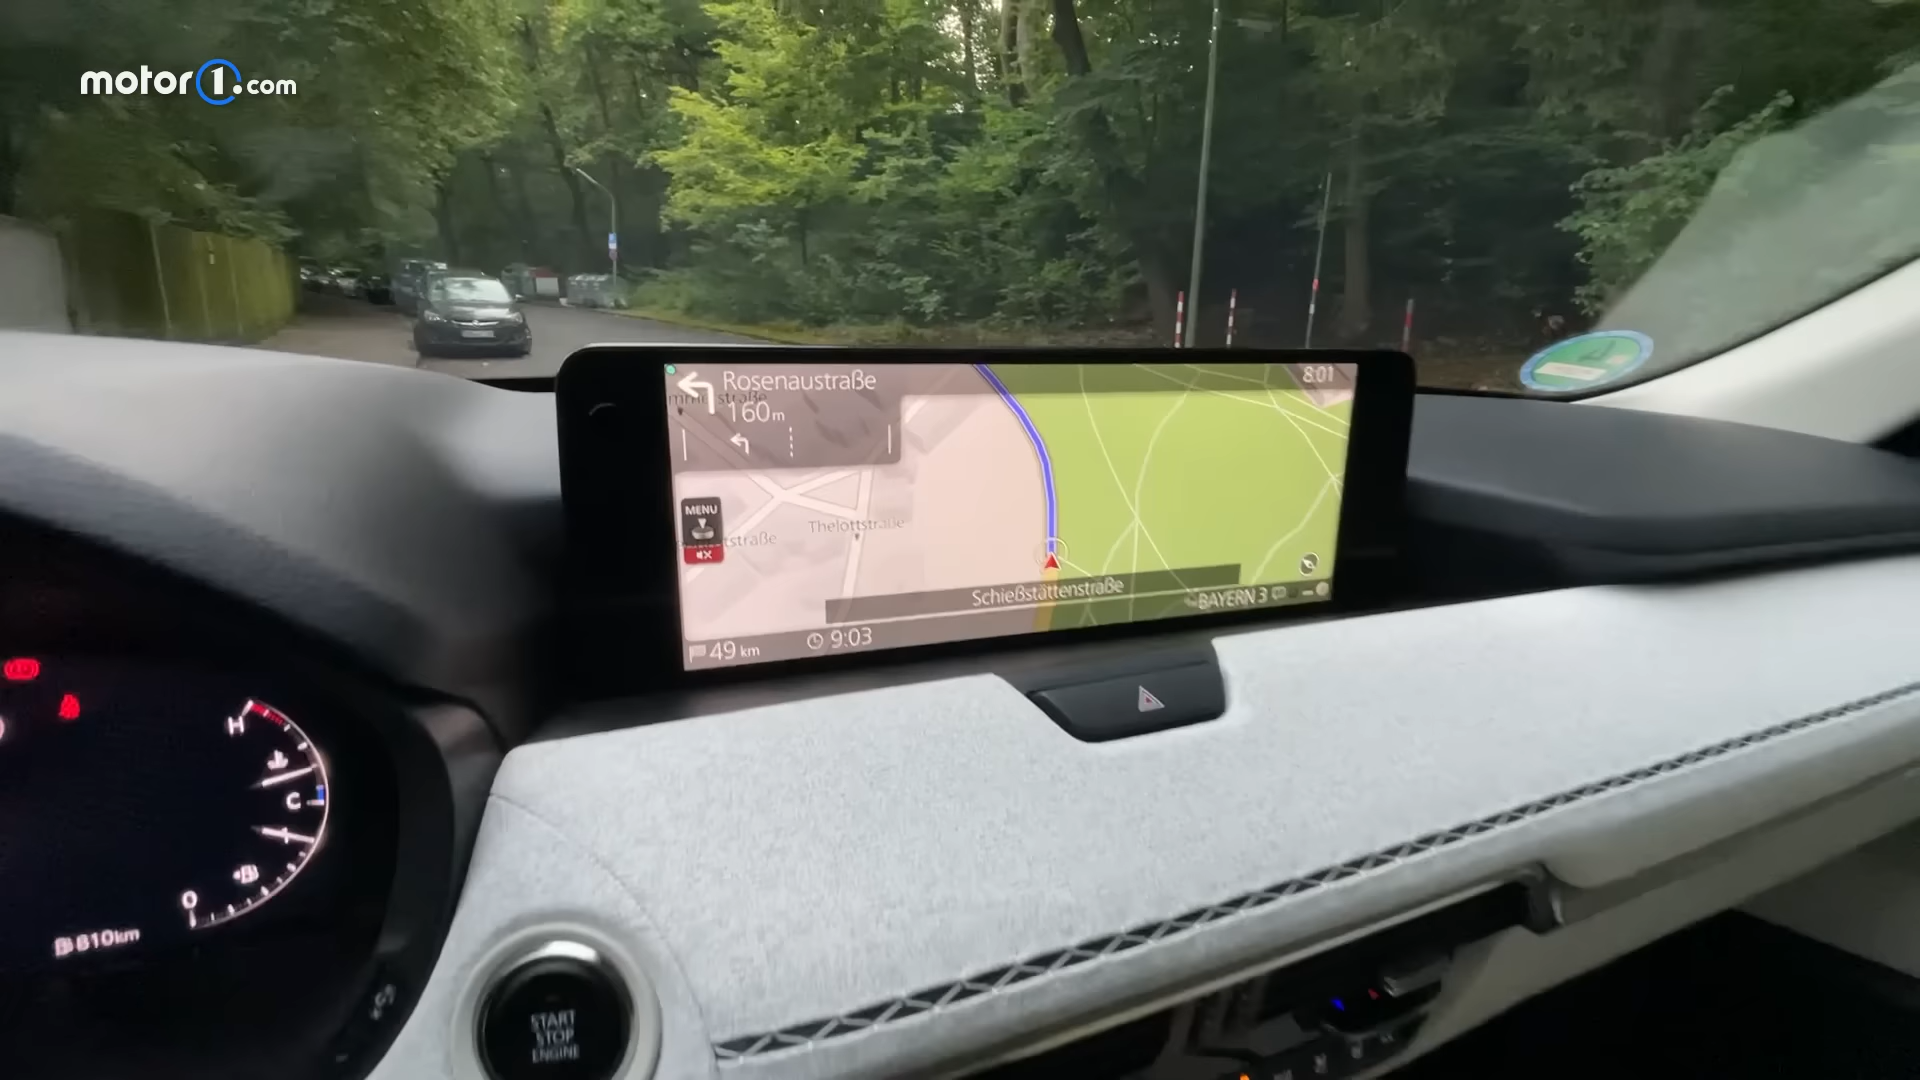 motor1.com
Rosenaustraße
8:01
160m
MENU
Thelottstraße
Schießstättenstraße
BAYERN 3
49 km
9:03
H
C
0
810km
START
STOP
ENGINE